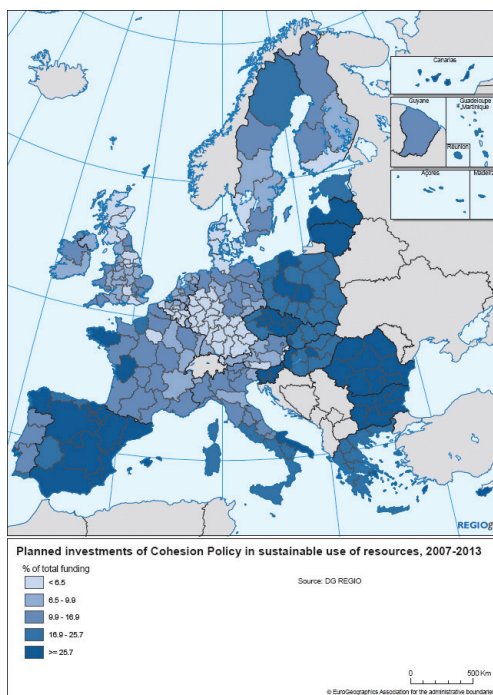 Canarias
Guyane
Guadeloupe
Martinique
Réunion
Açores
Madeira
REGIOg
Planned investments of Cohesion Policy in sustainable use of resources, 2007-2013
% of total funding
< 6.5
6.5 - 9.9
9.9 - 16.9
16.9 - 25.7
>= 25.7
Source: DG REGIO
0
500 Km
© EuroGeographics Association for the administrative boundaries